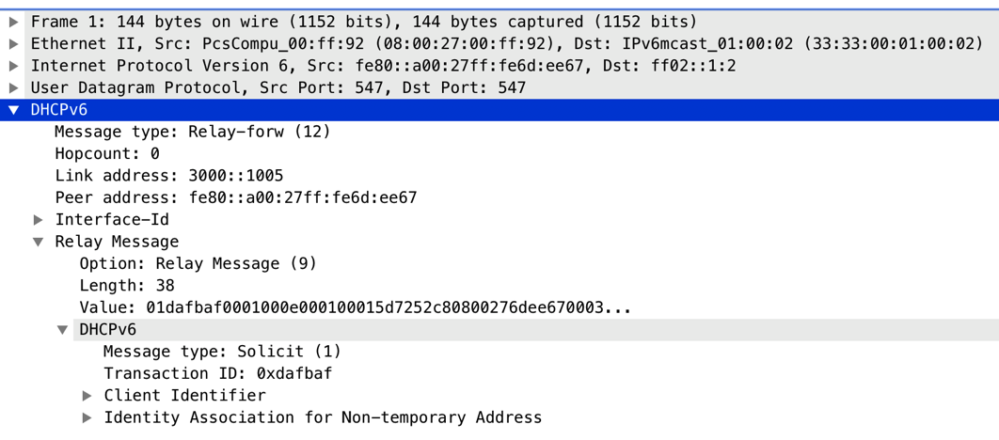 Frame 1: 144 bytes on wire (1152 bits), 144 bytes captured (1152 bits)
Ethernet II, Src: PcsCompu_00:ff:92 (08:00:27:00:ff:92), Dst: IPv6mcast_01:00:02 (33:33:00:01:00:02)
Internet Protocol Version 6, Src: fe80::a00:27ff:fe6d:ee67, Dst: ff02::1:2
User Datagram Protocol, Src Port: 547, Dst Port: 547
DHCPv6
Message type: Relay-forw (12)
Hopcount: 0
Link address: 3000::1005
Peer address: fe80::a00:27ff:fe6d:ee67
Interface-Id
Relay Message
Option: Relay Message (9)
Length: 38
Value: 01dafbaf0001000e000100015d7252c80800276dee670003...
DHCPv6
Message type: Solicit (1)
Transaction ID: 0xdafbaf
Client Identifier
Identity Association for Non-temporary Address